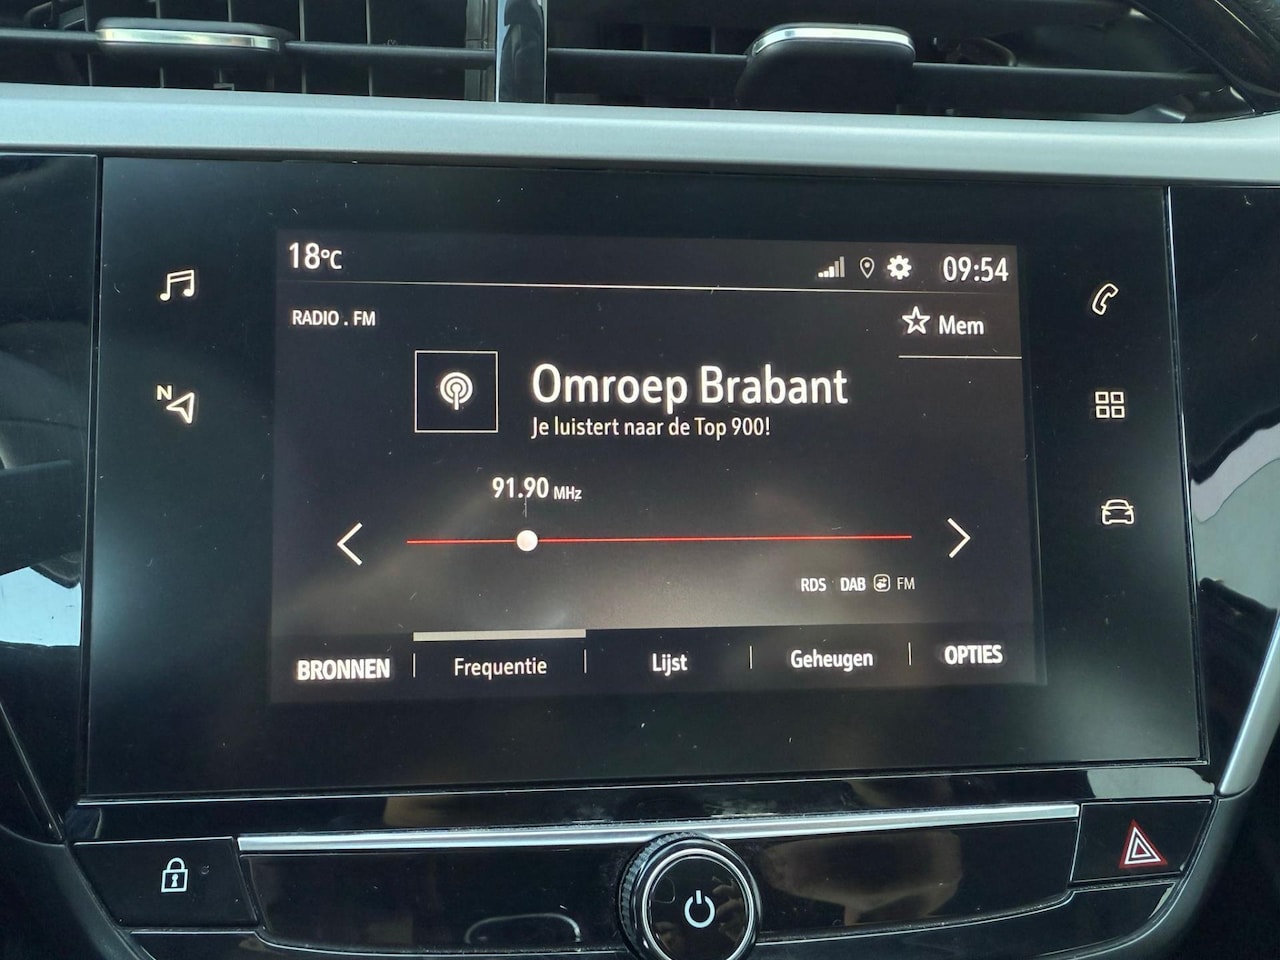 18°C
09:54
RADIO . FM
Mem
Omroep Brabant
Je luistert naar de Top 900!
N
91.90 MHz
RDS DAB FM
BRONNEN
Frequentie
Lijst
Geheugen
OPTIES